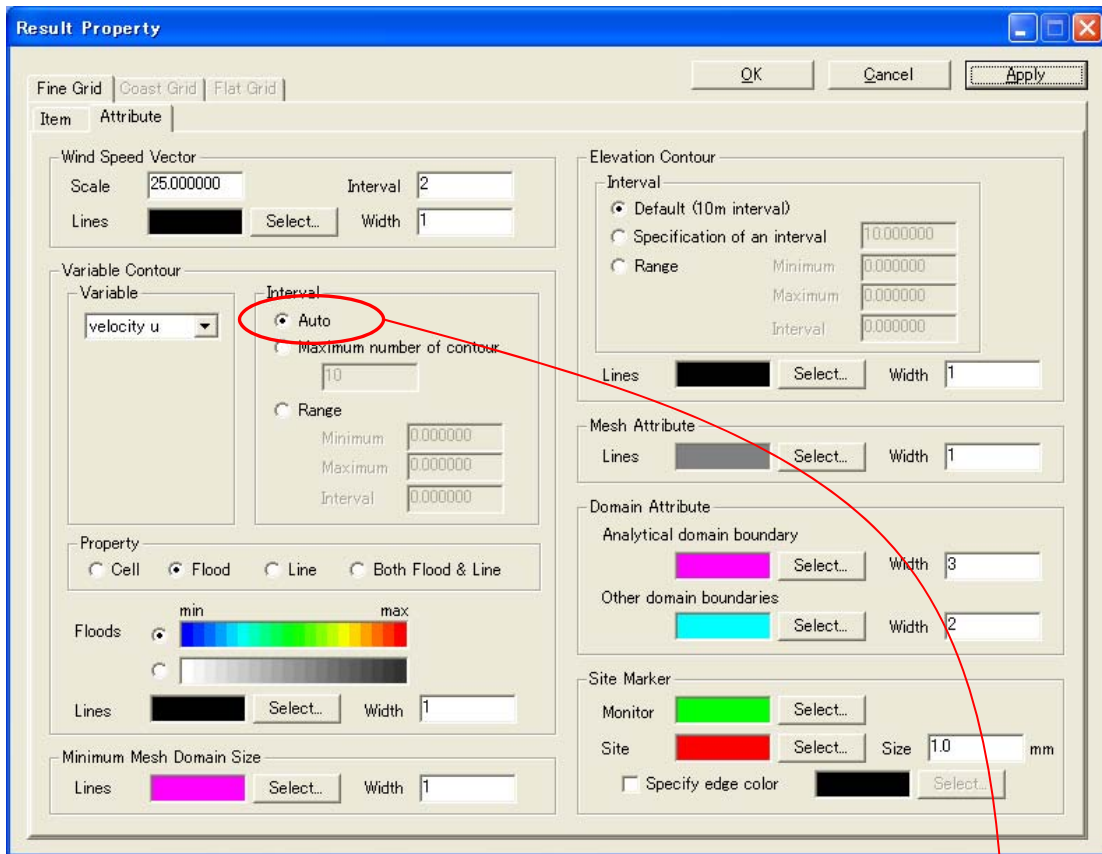 Result Property
OK Cancel Apply
Fine Grid Coast Grid Flat Grid
Item Attribute
Wind Speed Vector
Scale 25.000000 Interval 2
Lines Select... Width 1
Variable Contour
Variable
velocity u
Interval
Auto
Maximum number of contour
10
Range
Minimum 0.000000
Maximum 0.000000
Interval 0.000000
Property
Cell Flood Line Both Flood & Line
min max
Floods
Lines Select... Width 1
Minimum Mesh Domain Size
Lines Select... Width 1
Elevation Contour
Interval
Default (10m interval)
Specification of an interval 10.000000
Range Minimum 0.000000
Maximum 0.000000
Interval 0.000000
Lines Select... Width 1
Mesh Attribute
Lines Select... Width 1
Domain Attribute
Analytical domain boundary
Select... Width 3
Other domain boundaries
Select... Width 2
Site Marker
Monitor Select...
Site Select... Size 1.0 mm
Specify edge color Select...